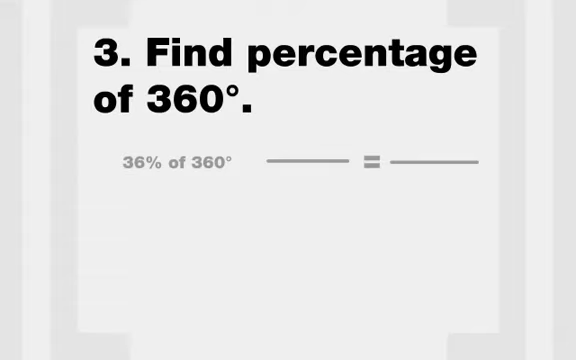 3. Find percentage
of 360°.
36% of 360° =